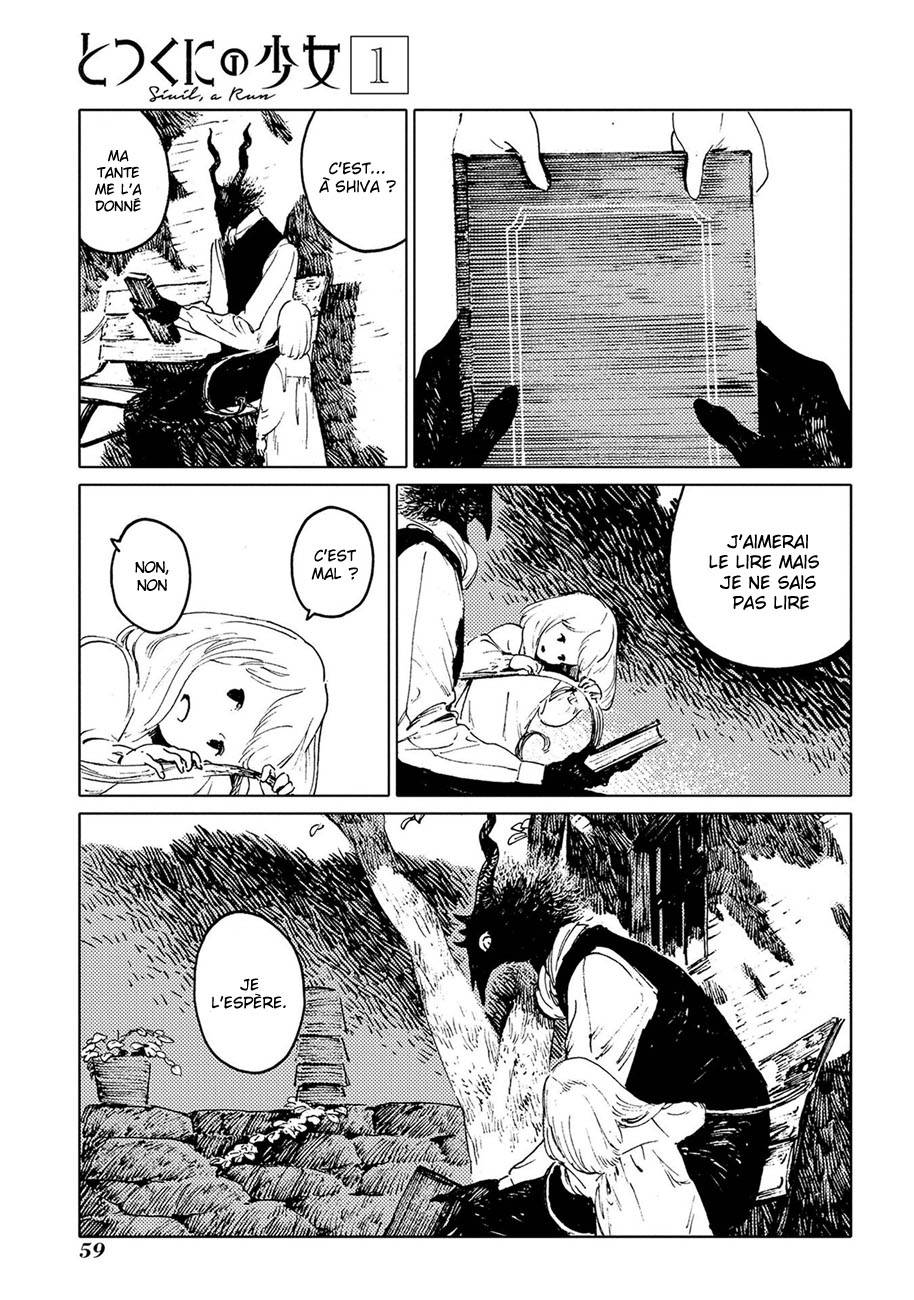 とつくにの少女 1
Siúil, a Rún
C'EST...
À SHIVA ?
MA
TANTE
ME L'A
DONNÉ
J'AIMERAI
LE LIRE MAIS
JE NE SAIS
PAS LIRE
C'EST
MAL ?
NON,
NON
JE
L'ESPÈRE.
59